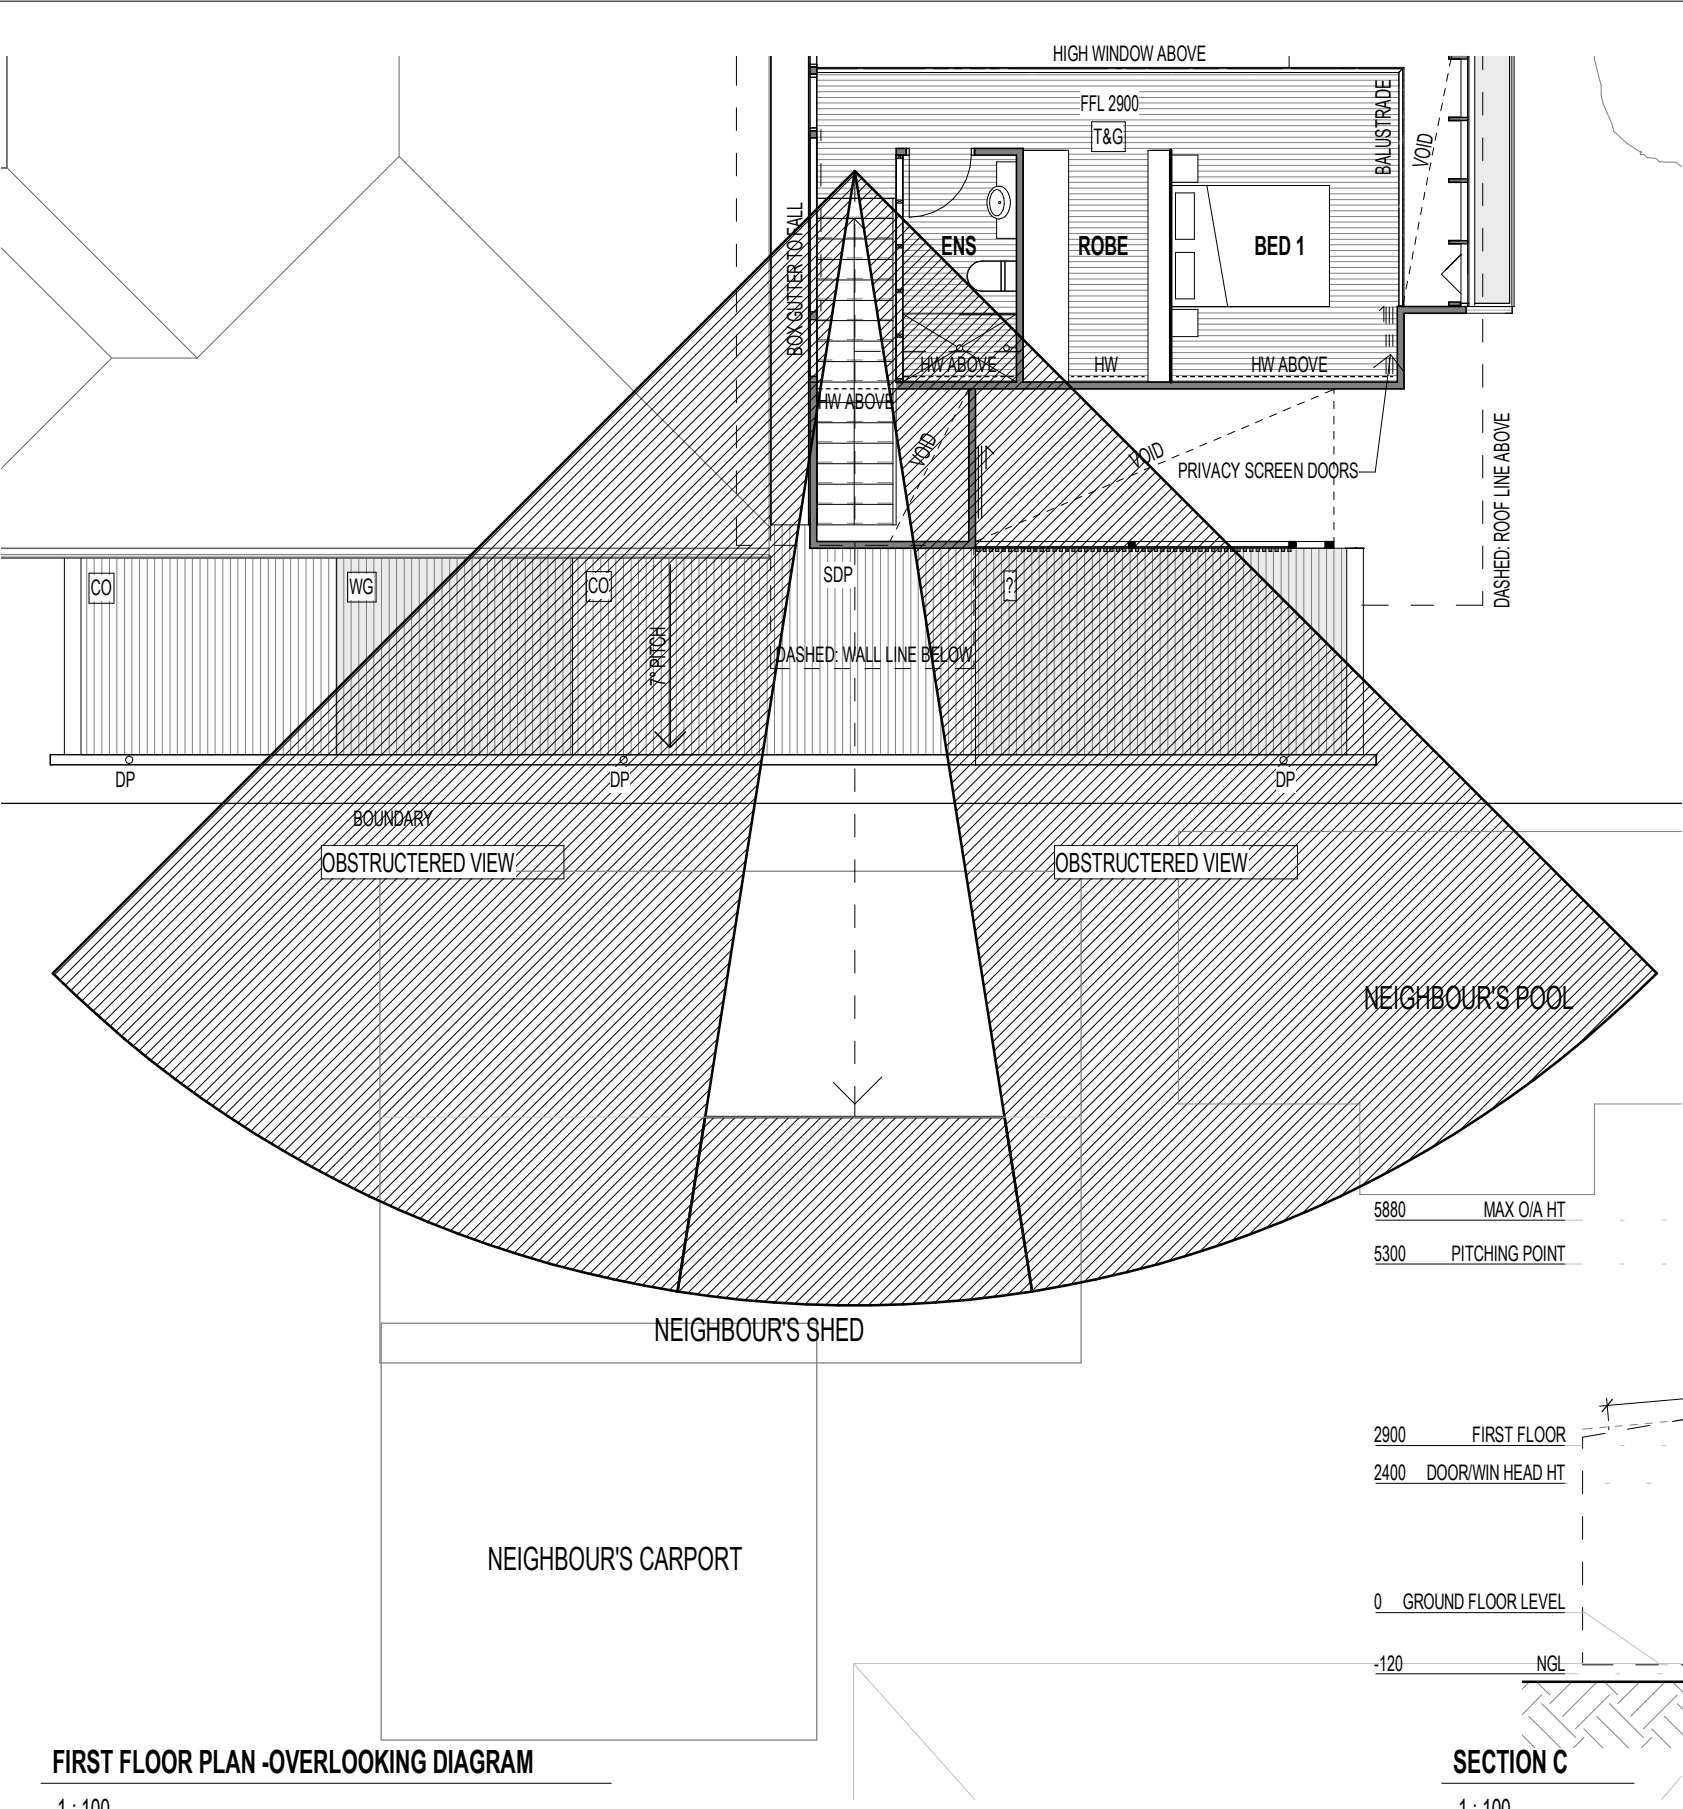 HIGH WINDOW ABOVE
FFL 2900
T&G
BALUSTRADE
VOID
BOX GUTTER TO FALL
ENS
ROBE
BED 1
HW ABOVE
HW
HW ABOVE
HW ABOVE
VOID
VOID
PRIVACY SCREEN DOORS
DASHED: ROOF LINE ABOVE
CO
WG
CO
SDP
?
7° PITCH
DASHED: WALL LINE BELOW
DP
DP
DP
BOUNDARY
OBSTRUCTERED VIEW
OBSTRUCTERED VIEW
NEIGHBOUR'S POOL
5880 MAX O/A HT
5300 PITCHING POINT
NEIGHBOUR'S SHED
2900 FIRST FLOOR
2400 DOOR/WIN HEAD HT
NEIGHBOUR'S CARPORT
0 GROUND FLOOR LEVEL
-120 NGL
FIRST FLOOR PLAN -OVERLOOKING DIAGRAM
1 : 100
SECTION C
1 : 100